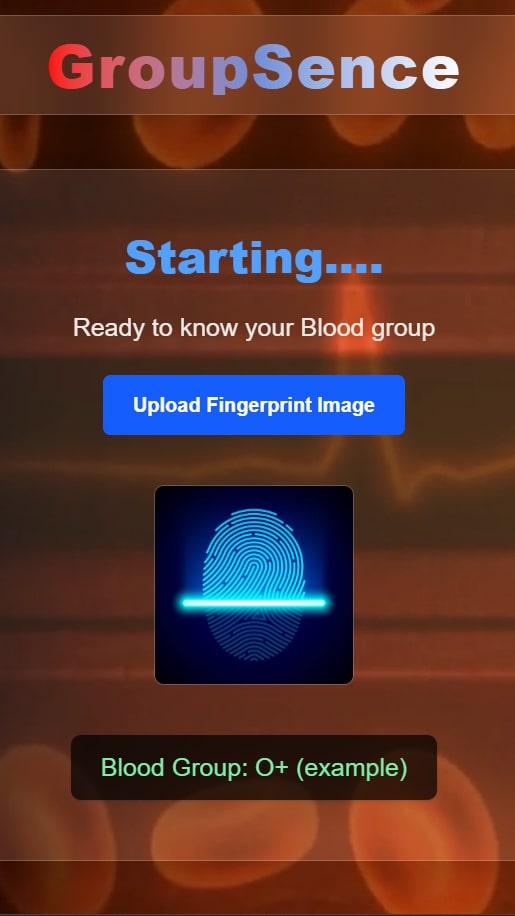 GroupSence
Starting....
Ready to know your Blood group
Upload Fingerprint Image
Blood Group: O+ (example)